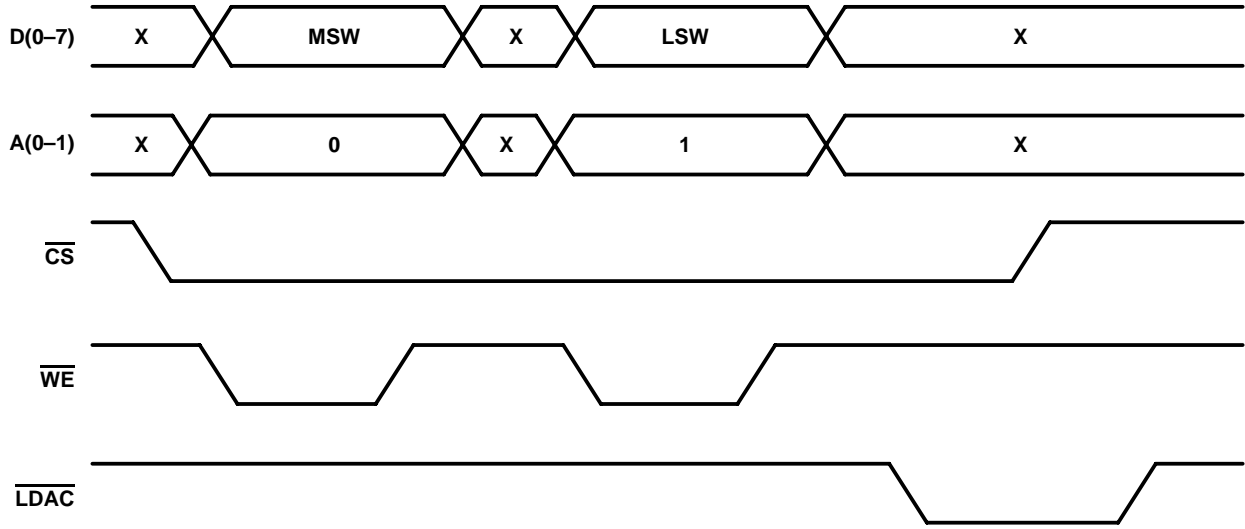 D(0–7) X MSW X LSW X
A(0–1) X 0 X 1 X
CS
WE
LDAC